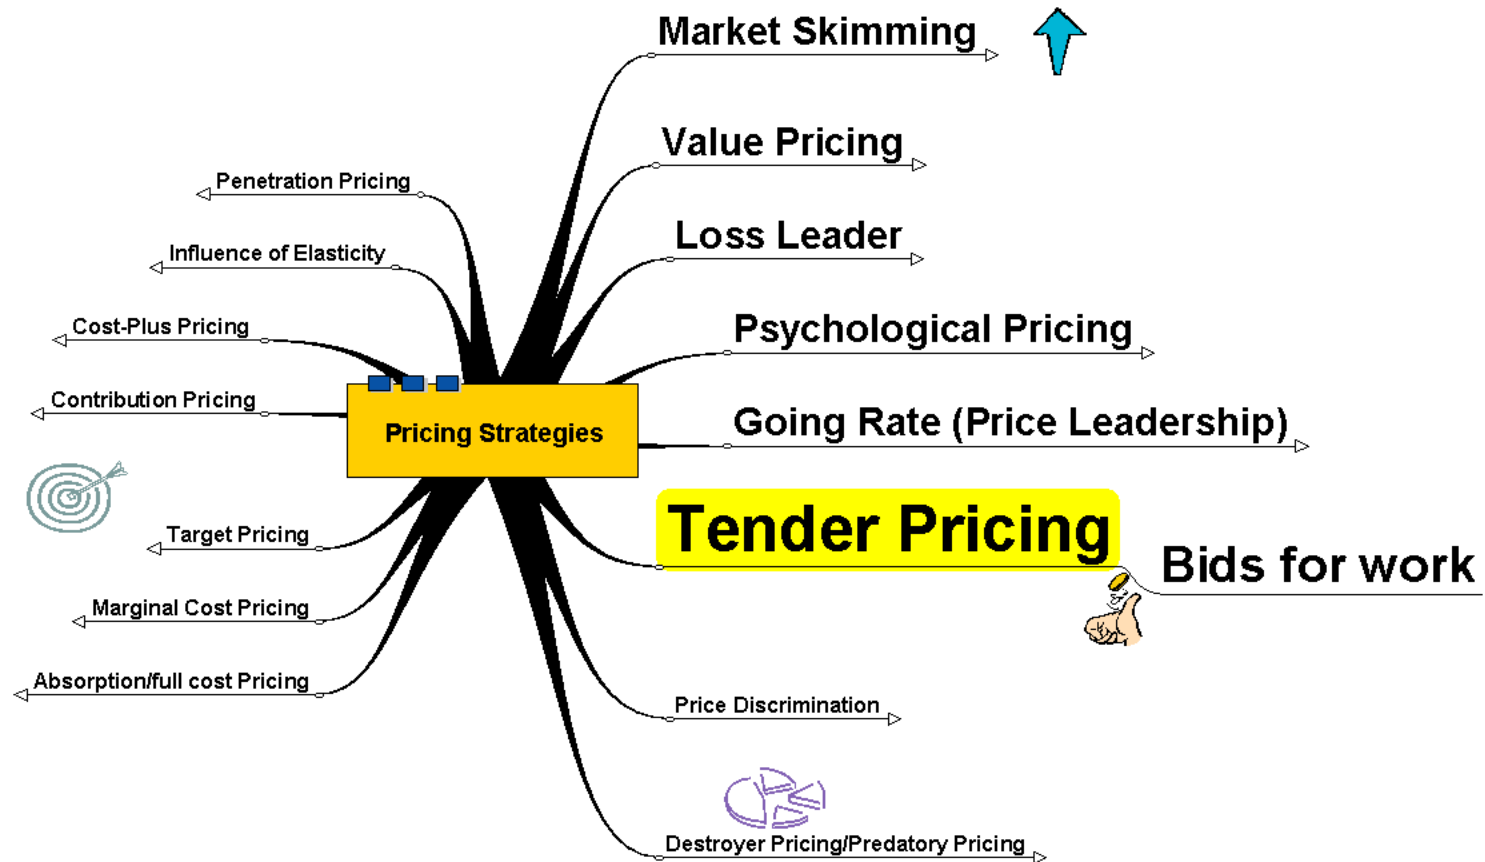 Market Skimming
Value Pricing
Penetration Pricing
Loss Leader
Influence of Elasticity
Cost-Plus Pricing
Psychological Pricing
Contribution Pricing
Going Rate (Price Leadership)
Pricing Strategies
Target Pricing
Tender Pricing
Bids for work
Marginal Cost Pricing
Absorption/full cost Pricing
Price Discrimination
Destroyer Pricing/Predatory Pricing